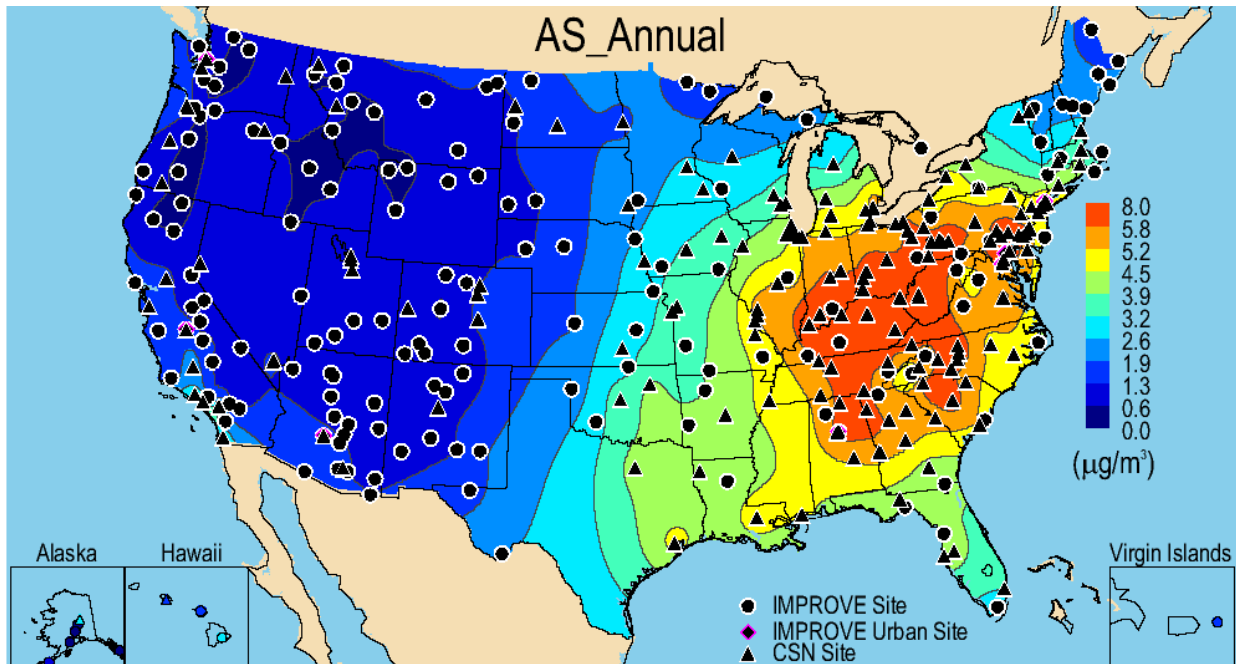 AS_Annual
8.0
5.8
5.2
4.5
3.9
3.2
2.6
1.9
1.3
0.6
0.0
(μg/m³)
Alaska
Hawaii
Virgin Islands
IMPROVE Site
IMPROVE Urban Site
CSN Site